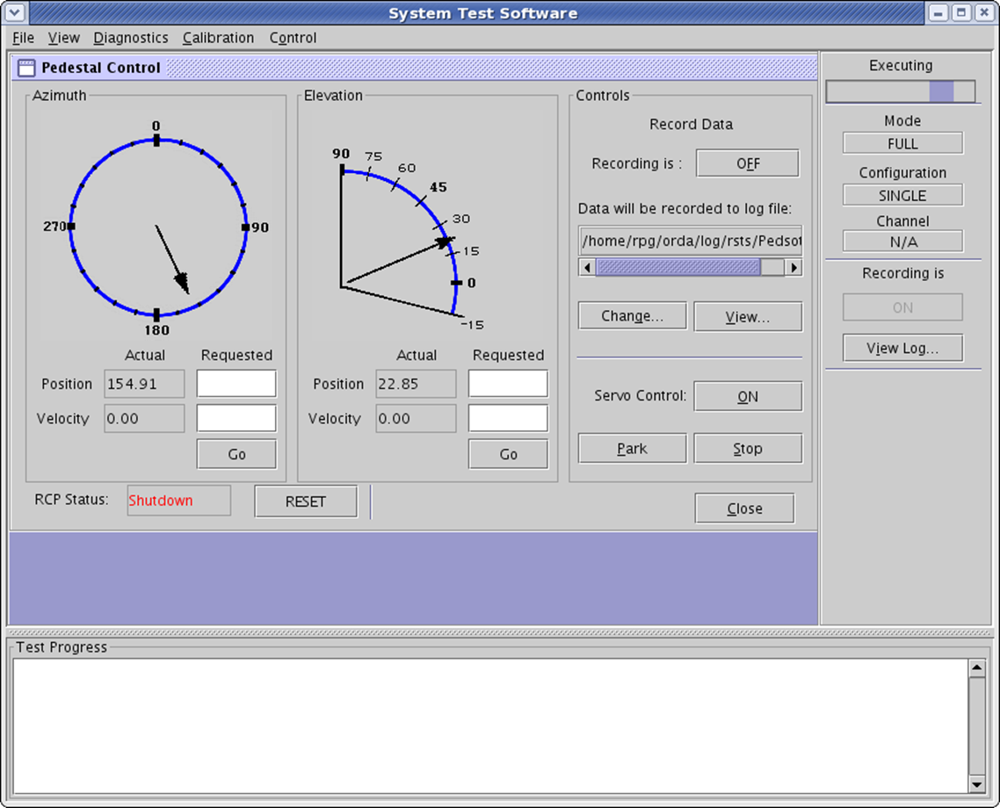 System Test Software
File View Diagnostics Calibration Control
Pedestal Control
Azimuth
0
270
90
180
Actual Requested
Position 154.91
Velocity 0.00
Go
Elevation
90
75
60
45
30
15
0
-15
Actual Requested
Position 22.85
Velocity 0.00
Go
Controls
Record Data
Recording is : OFF
Data will be recorded to log file:
/home/rpg/orda/log/rsts/Pedsot
Change... View...
Servo Control: ON
Park Stop
RCP Status: Shutdown RESET
Close
Executing
Mode
FULL
Configuration
SINGLE
Channel
N/A
Recording is
ON
View Log...
Test Progress